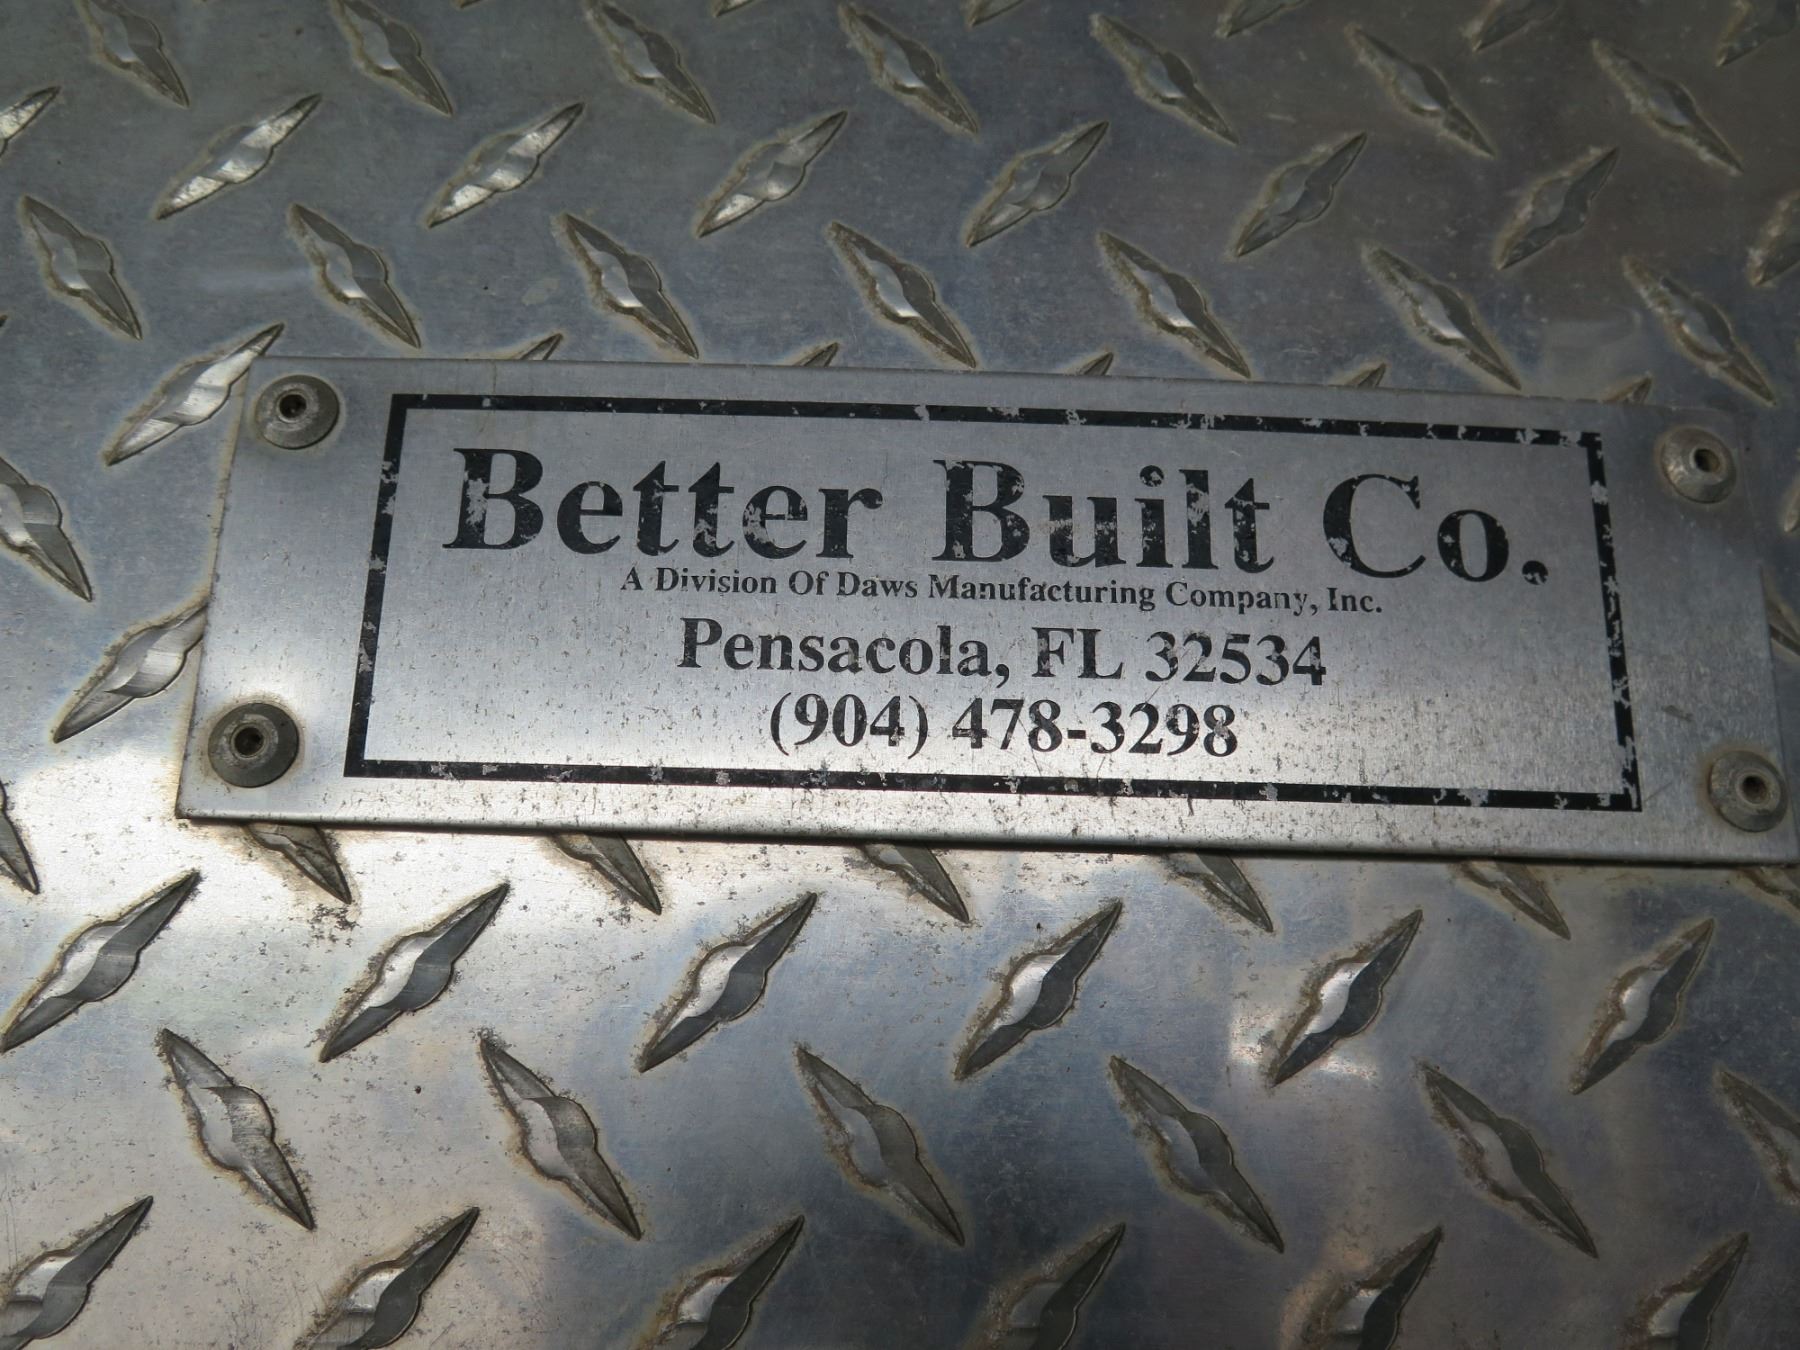 Better Built Co.
A Division Of Daws Manufacturing Company, Inc.
Pensacola, FL 32534
(904) 478-3298